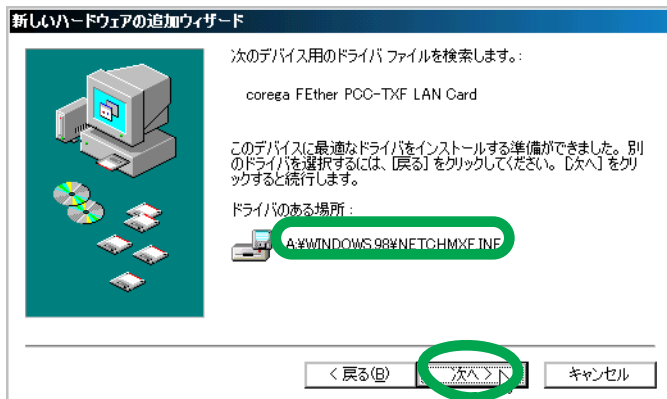 新しいハードウェアの追加ウィザード
次のデバイス用のドライバ ファイルを検索します。:
corega FEther PCC-TXF LAN Card
このデバイスに最適なドライバをインストールする準備ができました。別
のドライバを選択するには、[戻る] をクリックしてください。[次へ] をクリ
ックすると続行します。
ドライバのある場所 :
A:¥WINDOWS.98¥NETCHMXF.INF
< 戻る(B)
次へ >
キャンセル